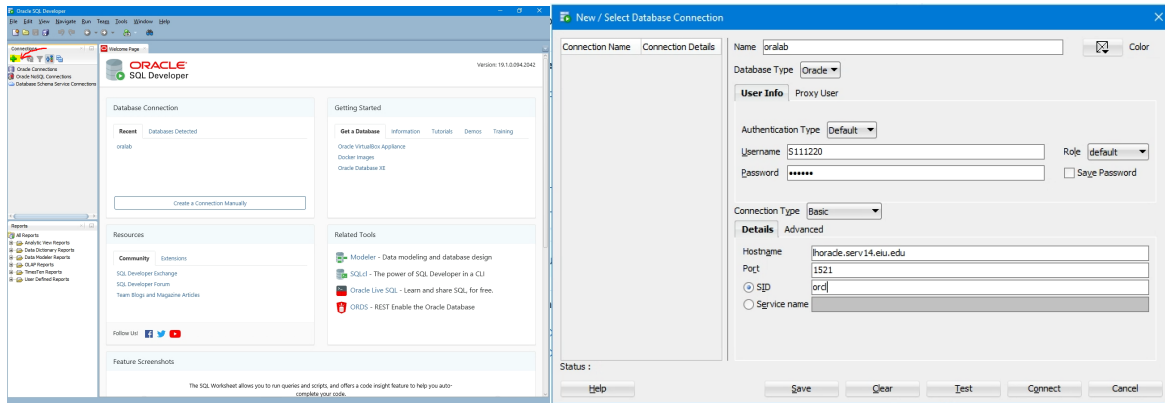 Oracle SQL Developer
File Edit View Navigate Run Team Tools Window Help
Connections
Oracle Connections
Oracle NoSQL Connections
Database Schema Service Connections
Reports
All Reports
Analytic View Reports
Data Dictionary Reports
Data Modeler Reports
OLAP Reports
TimesTen Reports
User Defined Reports
Welcome Page
ORACLE
SQL Developer
Version: 19.1.0.094.2042
Database Connection
Recent Databases Detected
oralab
Create a Connection Manually
Getting Started
Get a Database Information Tutorials Demos Training
Oracle VirtualBox Appliance
Docker Images
Oracle Database XE
Resources
Community Extensions
SQL Developer Exchange
SQL Developer Forum
Team Blogs and Magazine Articles
Follow Us!
Related Tools
Modeler - Data modeling and database design
SQLcl - The power of SQL Developer in a CLI
Oracle Live SQL - Learn and share SQL, for free.
ORDS - REST Enable the Oracle Database
Feature Screenshots
The SQL Worksheet allows you to run queries and scripts, and offers a code insight feature to help you auto-
complete your code.
New / Select Database Connection
Connection Name Connection Details
Name oralab Color
Database Type Oracle
User Info Proxy User
Authentication Type Default
Username S111220 Role default
Password •••••• Save Password
Connection Type Basic
Details Advanced
Hostname lhoracle.serv14.eiu.edu
Port 1521
SID orcl
Service name
Status :
Help Save Clear Test Connect Cancel